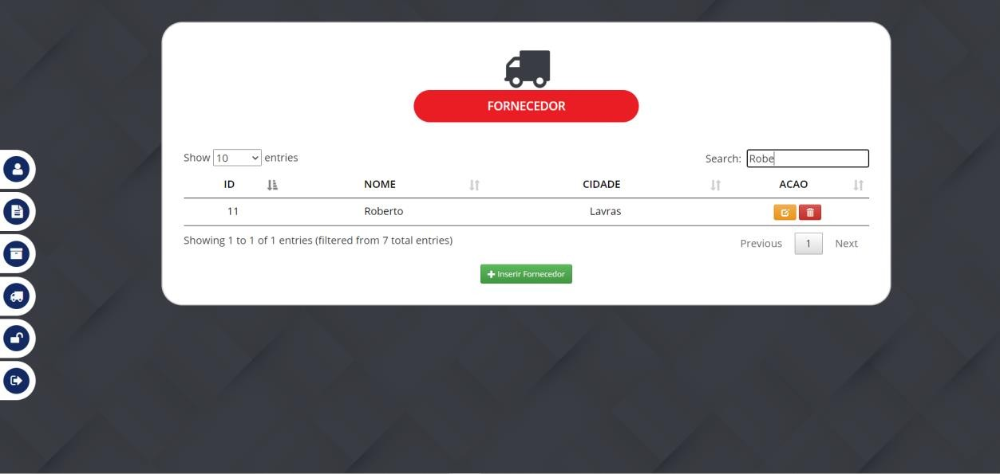 FORNECEDOR
Show 10 entries Search: Robe
ID NOME CIDADE ACAO
11 Roberto Lavras
Showing 1 to 1 of 1 entries (filtered from 7 total entries) Previous 1 Next
Inserir Fornecedor